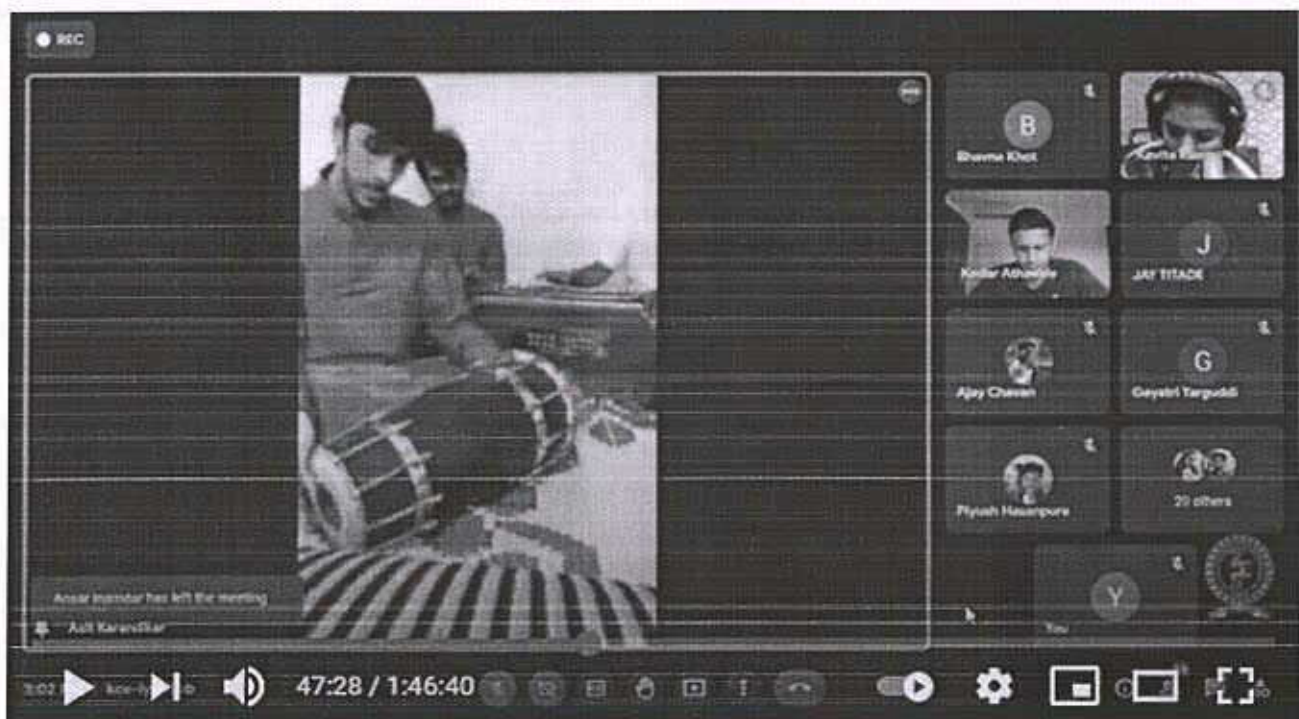 REC
B
Bhavna Khot
Kedar Athawale
J
JAY TITADE
Ajay Chavan
G
Gayatri Yarguddi
Piyush Hasanpure
20 others
Y
You
Ansar Inamdar has left the meeting
Asit Karandikar
47:28 / 1:46:40